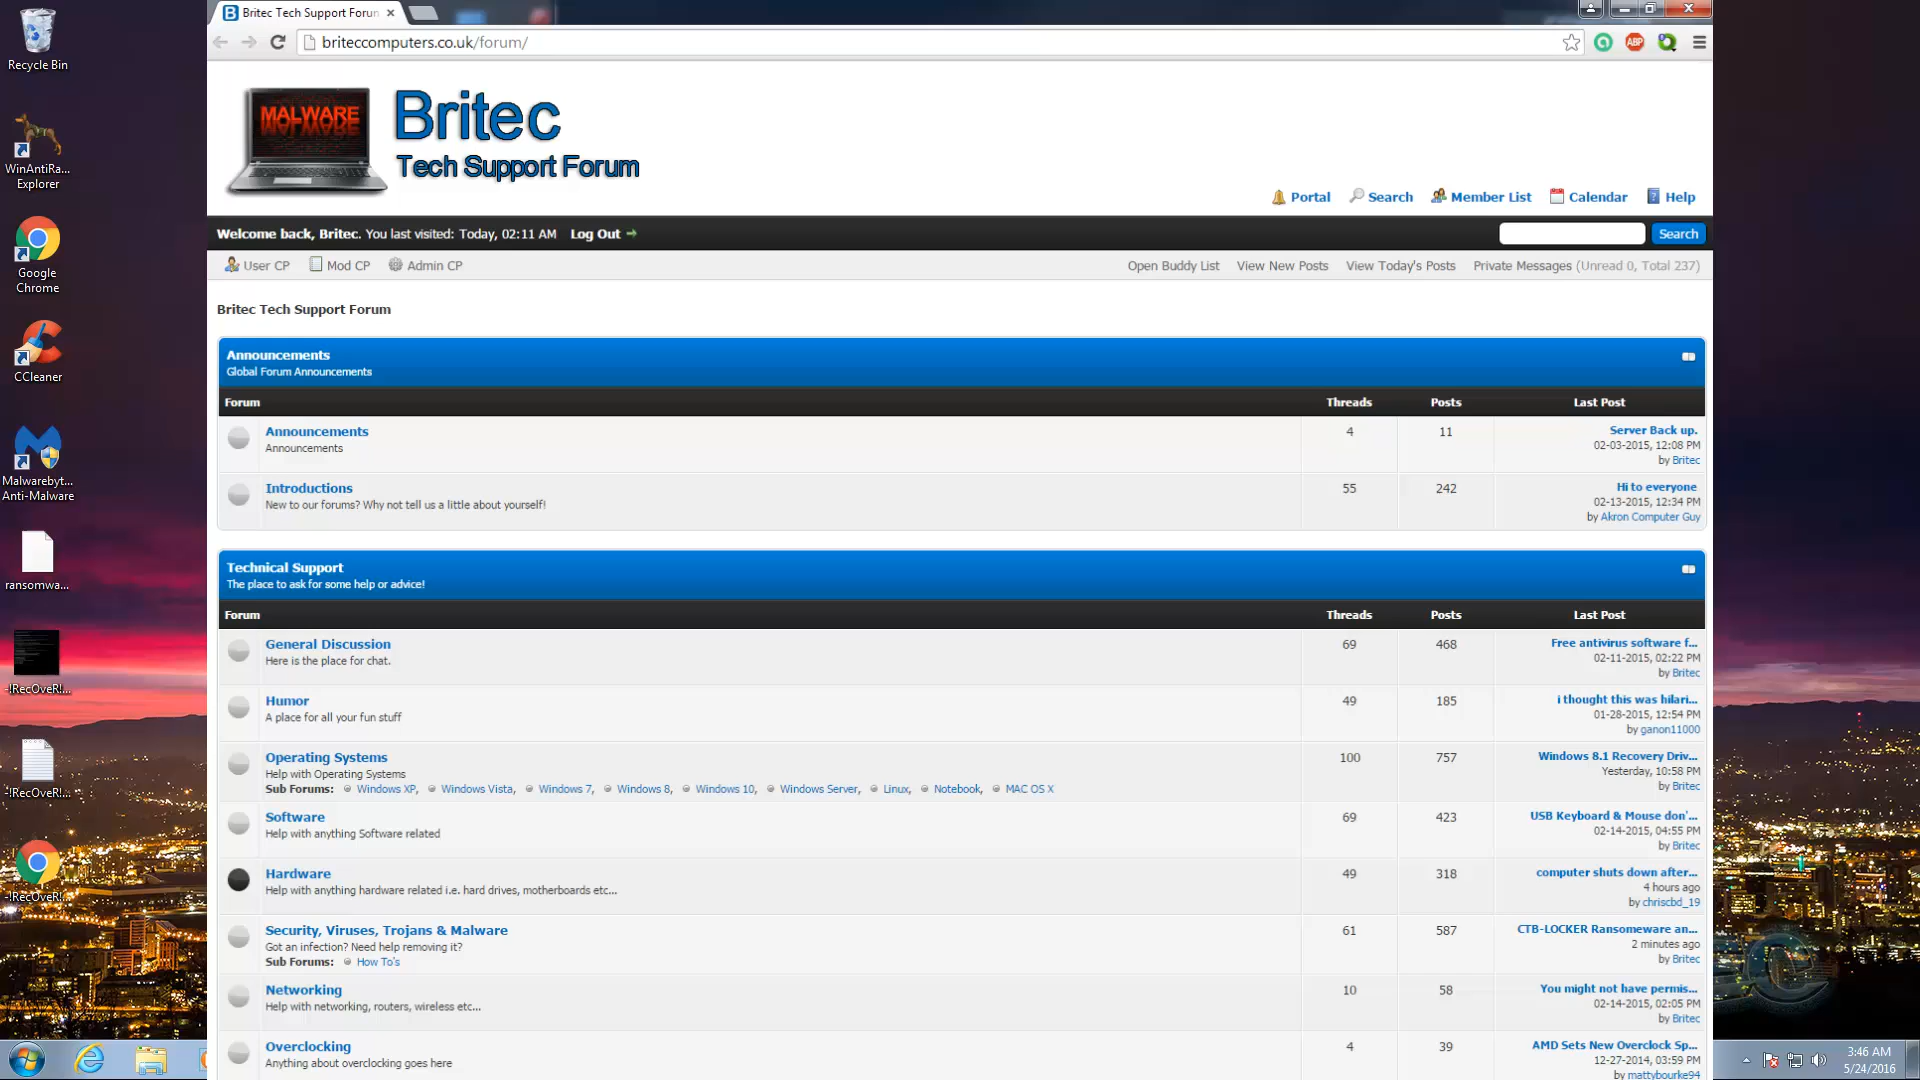 Recycle Bin
WinAntiRa...
Explorer
Google
Chrome
CCleaner
Malwarebyt...
Anti-Malware
ransomwa...
-!RecOveR!...
-!RecOveR!...
-!RecOveR!...
Britec Tech Support Forun
briteccomputers.co.uk/forum/
ABP
MALWARE
Britec
Tech Support Forum
Portal Search Member List Calendar Help
Welcome back, Britec. You last visited: Today, 02:11 AM Log Out
Search
User CP Mod CP Admin CP
Open Buddy List View New Posts View Today's Posts Private Messages (Unread 0, Total 237)
Britec Tech Support Forum
Announcements
Global Forum Announcements
Forum Threads Posts Last Post
Announcements
Announcements
4 11
Server Back up.
02-03-2015, 12:08 PM
by Britec
Introductions
New to our forums? Why not tell us a little about yourself!
55 242
Hi to everyone
02-13-2015, 12:34 PM
by Akron Computer Guy
Technical Support
The place to ask for some help or advice!
Forum Threads Posts Last Post
General Discussion
Here is the place for chat.
69 468
Free antivirus software f...
02-11-2015, 02:22 PM
by Britec
Humor
A place for all your fun stuff
49 185
i thought this was hilari...
01-28-2015, 12:54 PM
by ganon11000
Operating Systems
Help with Operating Systems
Sub Forums: Windows XP, Windows Vista, Windows 7, Windows 8, Windows 10, Windows Server, Linux, Notebook, MAC OS X
100 757
Windows 8.1 Recovery Driv...
Yesterday, 10:58 PM
by Britec
Software
Help with anything Software related
69 423
USB Keyboard & Mouse don'...
02-14-2015, 04:55 PM
by Britec
Hardware
Help with anything hardware related i.e. hard drives, motherboards etc...
49 318
computer shuts down after...
4 hours ago
by chriscbd_19
Security, Viruses, Trojans & Malware
Got an infection? Need help removing it?
Sub Forums: How To's
61 587
CTB-LOCKER Ransomeware an...
2 minutes ago
by Britec
Networking
Help with networking, routers, wireless etc...
10 58
You might not have permis...
02-14-2015, 02:05 PM
by Britec
Overclocking
Anything about overclocking goes here
4 39
AMD Sets New Overclock Sp...
12-27-2014, 03:59 PM
by mattybourke94
3:46 AM
5/24/2016